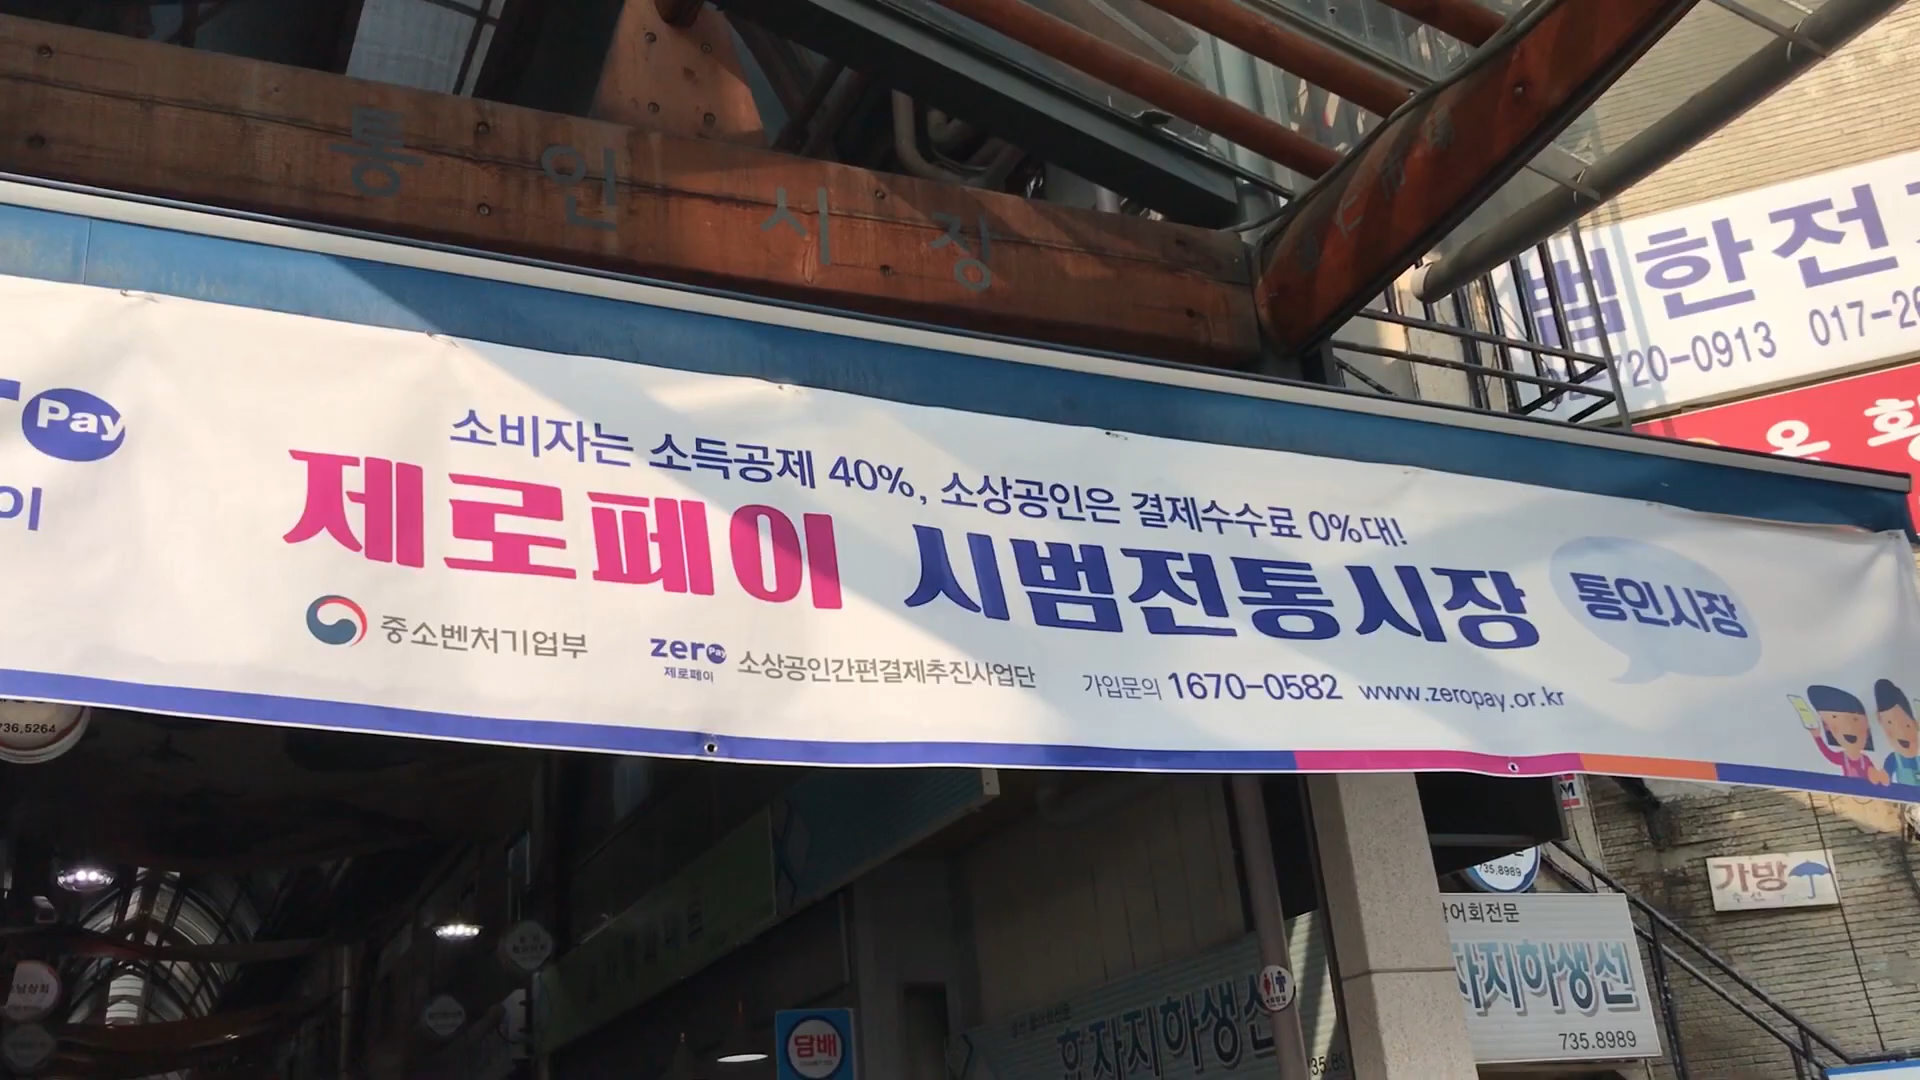 통인시장
범한전
720-0913 017-2
Pay
이
소비자는 소득공제 40%, 소상공인은 결제수수료 0%대!
제로페이 시범전통시장
통인시장
중소벤처기업부
zero Pay
제로페이
소상공인간편결제추진사업단
가입문의 1670-0582 www.zeropay.or.kr
736.5264
735.8989
가방
어회전문
자지하생선
735.8989
담배
효자지하생선